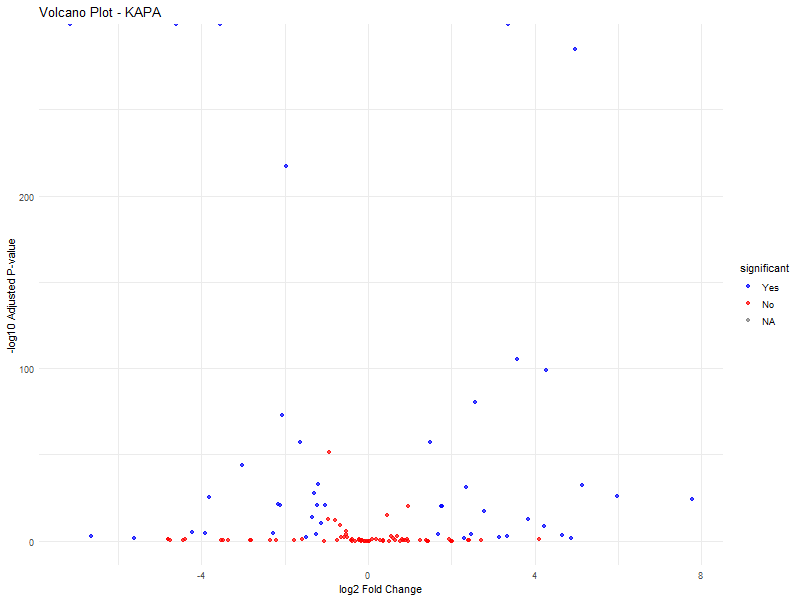 Volcano Plot - KAPA
-log10 Adjusted P-value
200
100
0
-4
0
4
8
log2 Fold Change
significant
Yes
No
NA